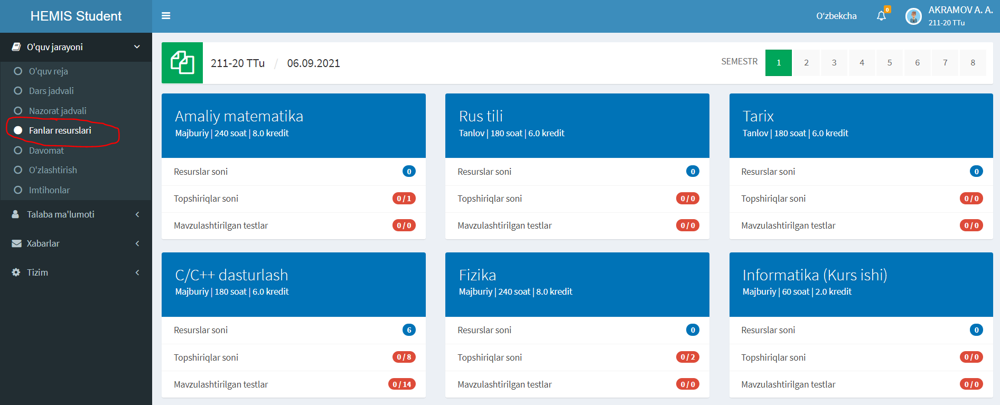 HEMIS Student
O‘zbekcha
0
AKRAMOV A. A.
211-20 TTu
O'quv jarayoni
O'quv reja
Dars jadvali
Nazorat jadvali
Fanlar resurslari
Davomat
O'zlashtirish
Imtihonlar
Talaba ma'lumoti
Xabarlar
Tizim
211-20 TTu / 06.09.2021
SEMESTR 1 2 3 4 5 6 7 8
Amaliy matematika
Majburiy | 240 soat | 8.0 kredit
Resurslar soni 0
Topshiriqlar soni 0 / 1
Mavzulashtirilgan testlar 0 / 0
Rus tili
Tanlov | 180 soat | 6.0 kredit
Resurslar soni 0
Topshiriqlar soni 0 / 0
Mavzulashtirilgan testlar 0 / 0
Tarix
Tanlov | 180 soat | 6.0 kredit
Resurslar soni 0
Topshiriqlar soni 0 / 0
Mavzulashtirilgan testlar 0 / 0
C/C++ dasturlash
Majburiy | 180 soat | 6.0 kredit
Resurslar soni 6
Topshiriqlar soni 0 / 8
Mavzulashtirilgan testlar 0 / 14
Fizika
Majburiy | 240 soat | 8.0 kredit
Resurslar soni 0
Topshiriqlar soni 0 / 2
Mavzulashtirilgan testlar 0 / 0
Informatika (Kurs ishi)
Majburiy | 60 soat | 2.0 kredit
Resurslar soni 0
Topshiriqlar soni 0 / 0
Mavzulashtirilgan testlar 0 / 0